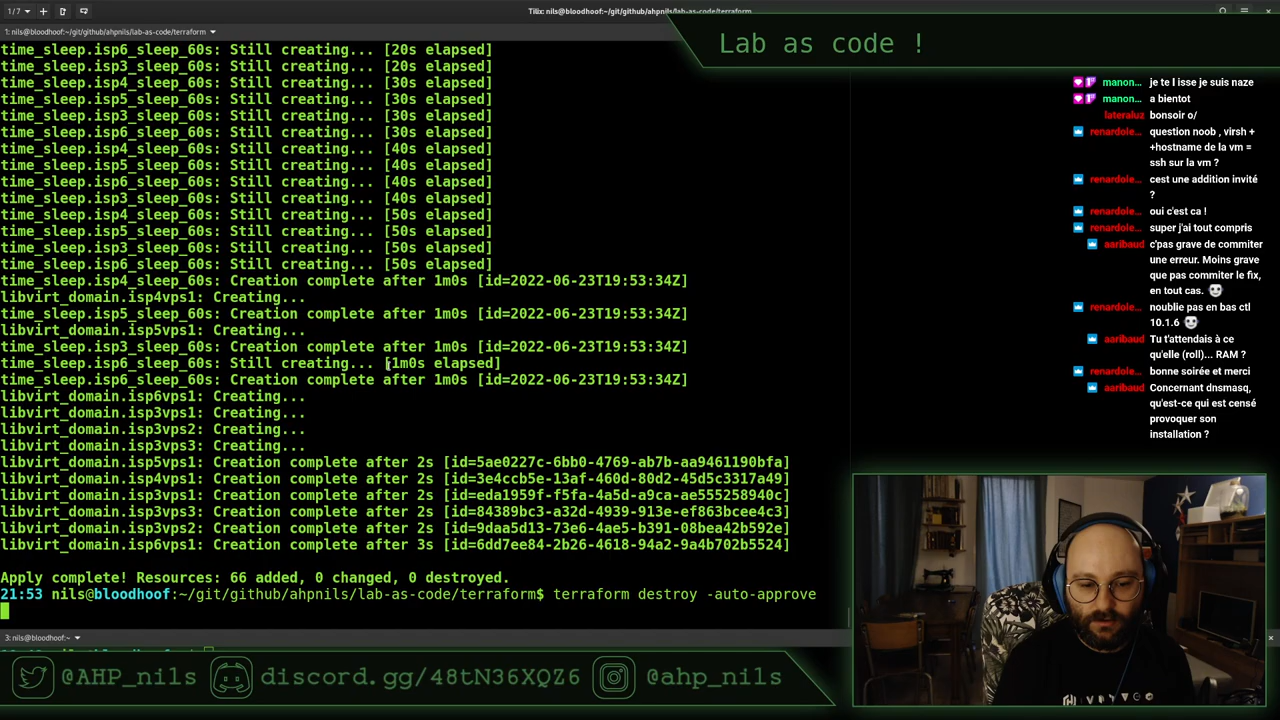 1/7
Tilix: nils@bloodhoof:~/git/github/ahpnils/lab-as-code/terraform
1: nils@bloodhoof:~/git/github/ahpnils/lab-as-code/terraform
Lab as code !
time_sleep.isp6_sleep_60s: Still creating... [20s elapsed]
time_sleep.isp3_sleep_60s: Still creating... [20s elapsed]
time_sleep.isp4_sleep_60s: Still creating... [30s elapsed]
time_sleep.isp5_sleep_60s: Still creating... [30s elapsed]
time_sleep.isp3_sleep_60s: Still creating... [30s elapsed]
time_sleep.isp6_sleep_60s: Still creating... [30s elapsed]
time_sleep.isp4_sleep_60s: Still creating... [40s elapsed]
time_sleep.isp5_sleep_60s: Still creating... [40s elapsed]
time_sleep.isp6_sleep_60s: Still creating... [40s elapsed]
time_sleep.isp3_sleep_60s: Still creating... [40s elapsed]
time_sleep.isp4_sleep_60s: Still creating... [50s elapsed]
time_sleep.isp5_sleep_60s: Still creating... [50s elapsed]
time_sleep.isp3_sleep_60s: Still creating... [50s elapsed]
time_sleep.isp6_sleep_60s: Still creating... [50s elapsed]
time_sleep.isp4_sleep_60s: Creation complete after 1m0s [id=2022-06-23T19:53:34Z]
libvirt_domain.isp4vps1: Creating...
time_sleep.isp5_sleep_60s: Creation complete after 1m0s [id=2022-06-23T19:53:34Z]
libvirt_domain.isp5vps1: Creating...
time_sleep.isp3_sleep_60s: Creation complete after 1m0s [id=2022-06-23T19:53:34Z]
time_sleep.isp6_sleep_60s: Still creating... [1m0s elapsed]
time_sleep.isp6_sleep_60s: Creation complete after 1m0s [id=2022-06-23T19:53:34Z]
libvirt_domain.isp6vps1: Creating...
libvirt_domain.isp3vps1: Creating...
libvirt_domain.isp3vps2: Creating...
libvirt_domain.isp3vps3: Creating...
libvirt_domain.isp5vps1: Creation complete after 2s [id=5ae0227c-6bb0-4769-ab7b-aa9461190bfa]
libvirt_domain.isp4vps1: Creation complete after 2s [id=3e4ccb5e-13af-460d-80d2-45d5c3317a49]
libvirt_domain.isp3vps1: Creation complete after 2s [id=eda1959f-f5fa-4a5d-a9ca-ae555258940c]
libvirt_domain.isp3vps3: Creation complete after 2s [id=84389bc3-a32d-4939-913e-ef863bcee4c3]
libvirt_domain.isp3vps2: Creation complete after 2s [id=9daa5d13-73e6-4ae5-b391-08bea42b592e]
libvirt_domain.isp6vps1: Creation complete after 3s [id=6dd7ee84-2b26-4618-94a2-9a4b702b5524]
Apply complete! Resources: 66 added, 0 changed, 0 destroyed.
21:53 nils@bloodhoof:~/git/github/ahpnils/lab-as-code/terraform$ terraform destroy -auto-approve
3: nils@bloodhoof:~
manon... je te l isse je suis naze
manon... a bientot
lateraluz bonsoir o/
renardole... question noob , virsh +
+hostname de la vm =
ssh sur la vm ?
renardole... cest une addition invité
?
renardole... oui c'est ca !
renardole... super j'ai tout compris
aaribaud c'pas grave de commiter
une erreur. Moins grave
que pas commiter le fix,
en tout cas.
renardole... noublie pas en bas ctl
10.1.6
aaribaud Tu t'attendais à ce
qu'elle (roll)... RAM ?
renardole... bonne soirée et merci
aaribaud Concernant dnsmasq,
qu'est-ce qui est censé
provoquer son
installation ?
@AHP_nils
discord.gg/48tN36XQZ6
@ahp_nils